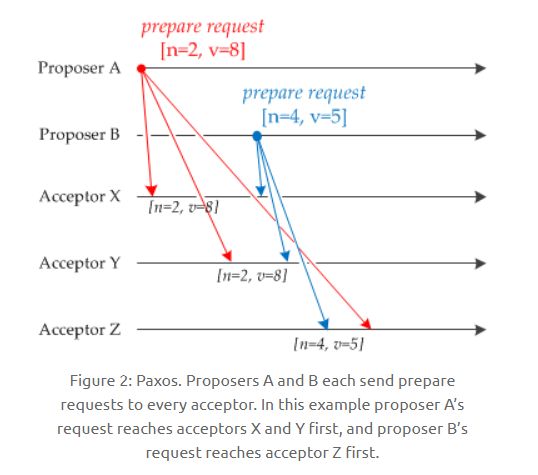 prepare request
[n=2, v=8]
Proposer A
prepare request
[n=4, v=5]
Proposer B
Acceptor X
[n=2, v=8]
Acceptor Y
[n=2, v=8]
Acceptor Z
[n=4, v=5]
Figure 2: Paxos. Proposers A and B each send prepare
requests to every acceptor. In this example proposer A’s
request reaches acceptors X and Y first, and proposer B’s
request reaches acceptor Z first.